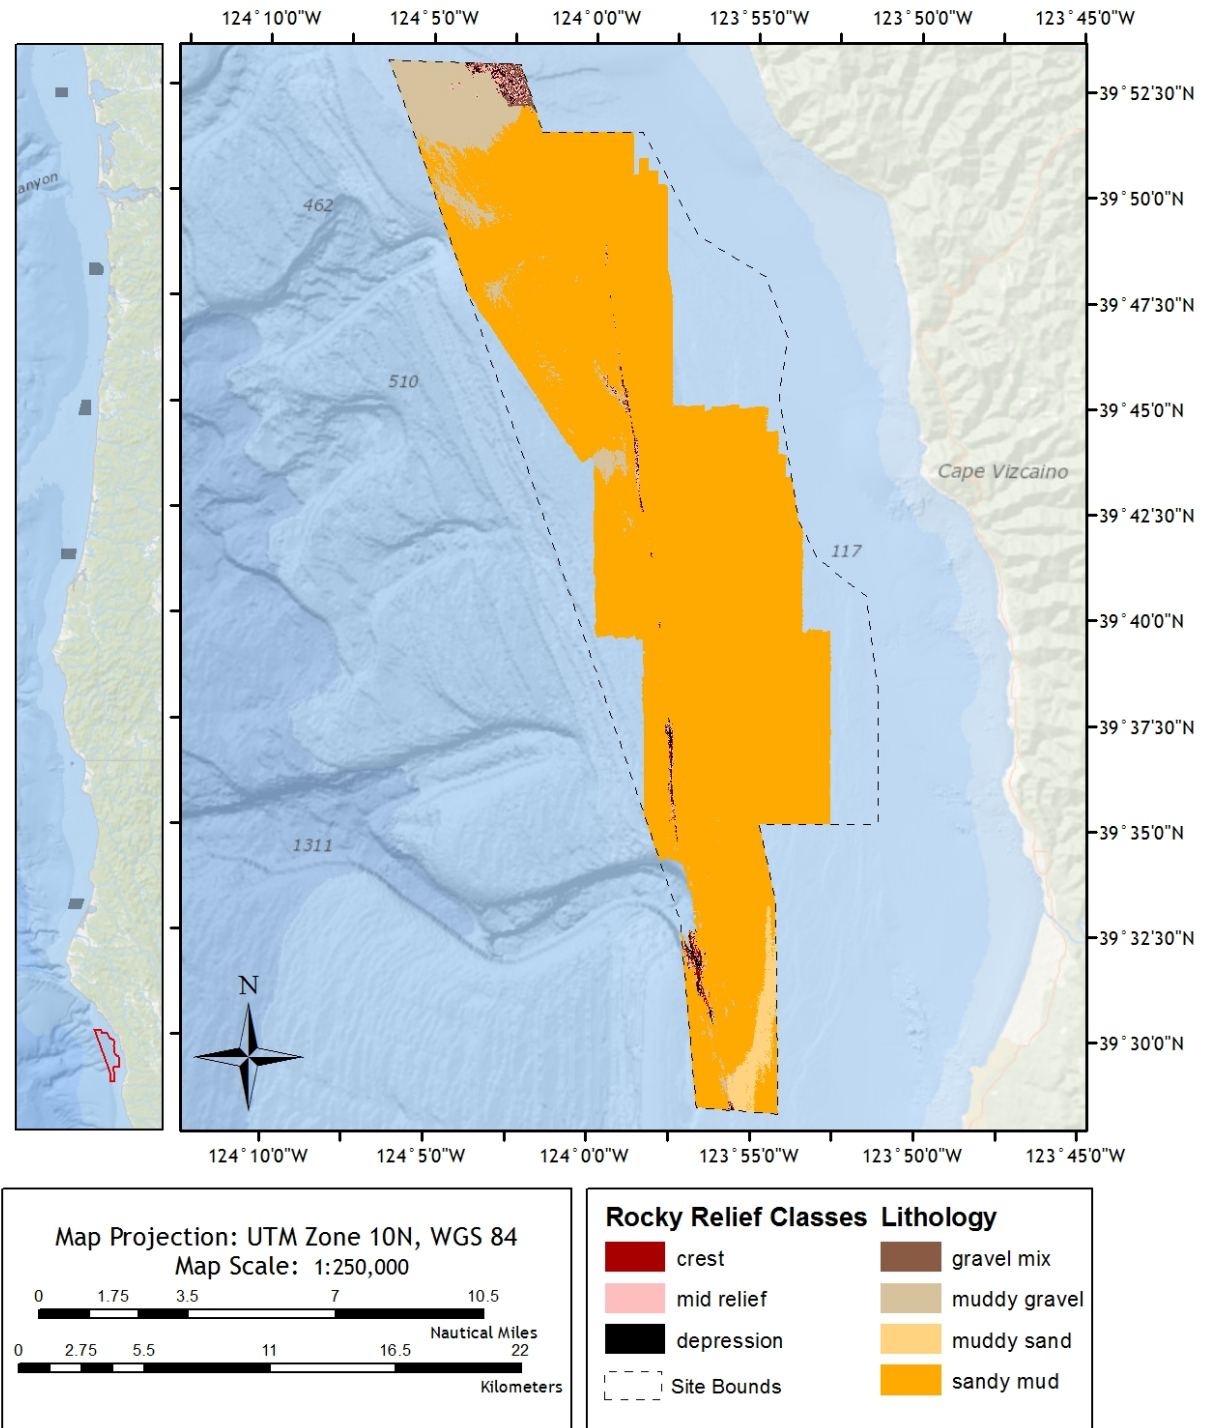 124°10'0"W 124°50'0"W 124°00'0"W 123°55'0"W 123°50'0"W 123°45'0"W
39°52'30"N
anyon
39°50'0"N
462
39°47'30"N
510
39°45'0"N
Cape Vizcaino
39°42'30"N
117
39°40'0"N
39°37'30"N
39°35'0"N
1311
39°32'30"N
N
39°30'0"N
124°10'0"W 124°50'0"W 124°00'0"W 123°55'0"W 123°50'0"W 123°45'0"W
Map Projection: UTM Zone 10N, WGS 84
Map Scale: 1:250,000
0 1.75 3.5 7 10.5
Nautical Miles
0 2.75 5.5 11 16.5 22
Kilometers
Rocky Relief Classes
crest
mid relief
depression
Site Bounds
Lithology
gravel mix
muddy gravel
muddy sand
sandy mud